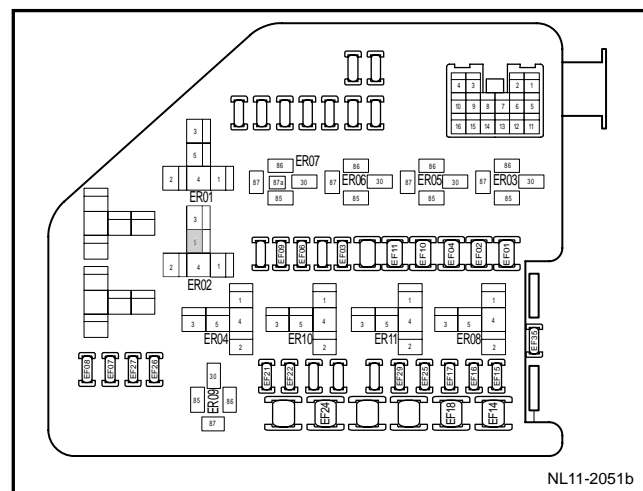 4 3 2 1
10 9 8 7 6 5
16 15 14 13 12 11
3
5
2 4 1
ER01
86
87 87a 30
85
ER07
86
87 30
85
ER06
86
87 30
85
ER05
86
87 30
85
ER03
3
5
2 4 1
ER02
EF09 EF06 EF03 EF11 EF10 EF04 EF02 EF01
1
3 5 4
2
ER04
1
3 5 4
2
ER10
1
3 5 4
2
ER11
1
3 5 4
2
ER08
EF35
EF08 EF07 EF27 EF26
30
85 ER09 86
87
EF21 EF22 EF29 EF25 EF17 EF16 EF15
EF24 EF18 EF14
NL11-2051b